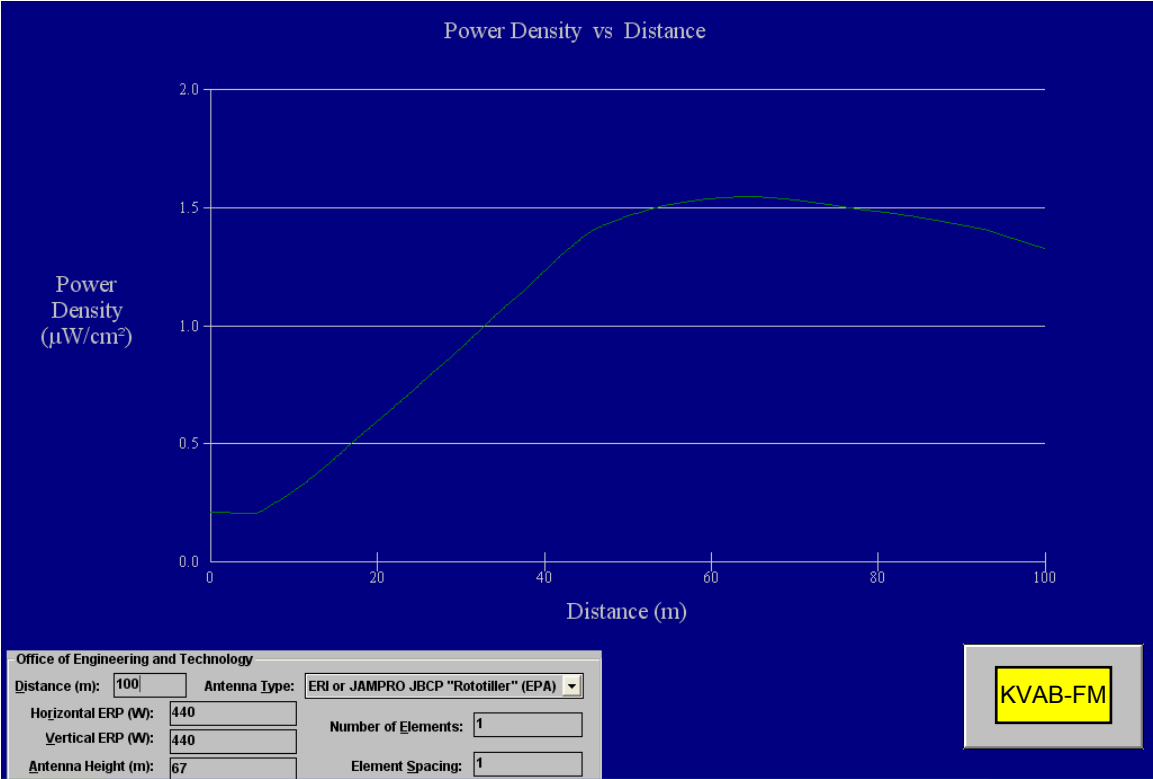 Power Density vs Distance
2.0
1.5
1.0
0.5
0.0
Power
Density
(µW/cm²)
0 20 40 60 80 100
Distance (m)
Office of Engineering and Technology
Distance (m): 100 Antenna Type: ERI or JAMPRO JBCP "Rototiller" (EPA)
Horizontal ERP (W): 440
Vertical ERP (W): 440
Antenna Height (m): 67
Number of Elements: 1
Element Spacing: 1
KVAB-FM